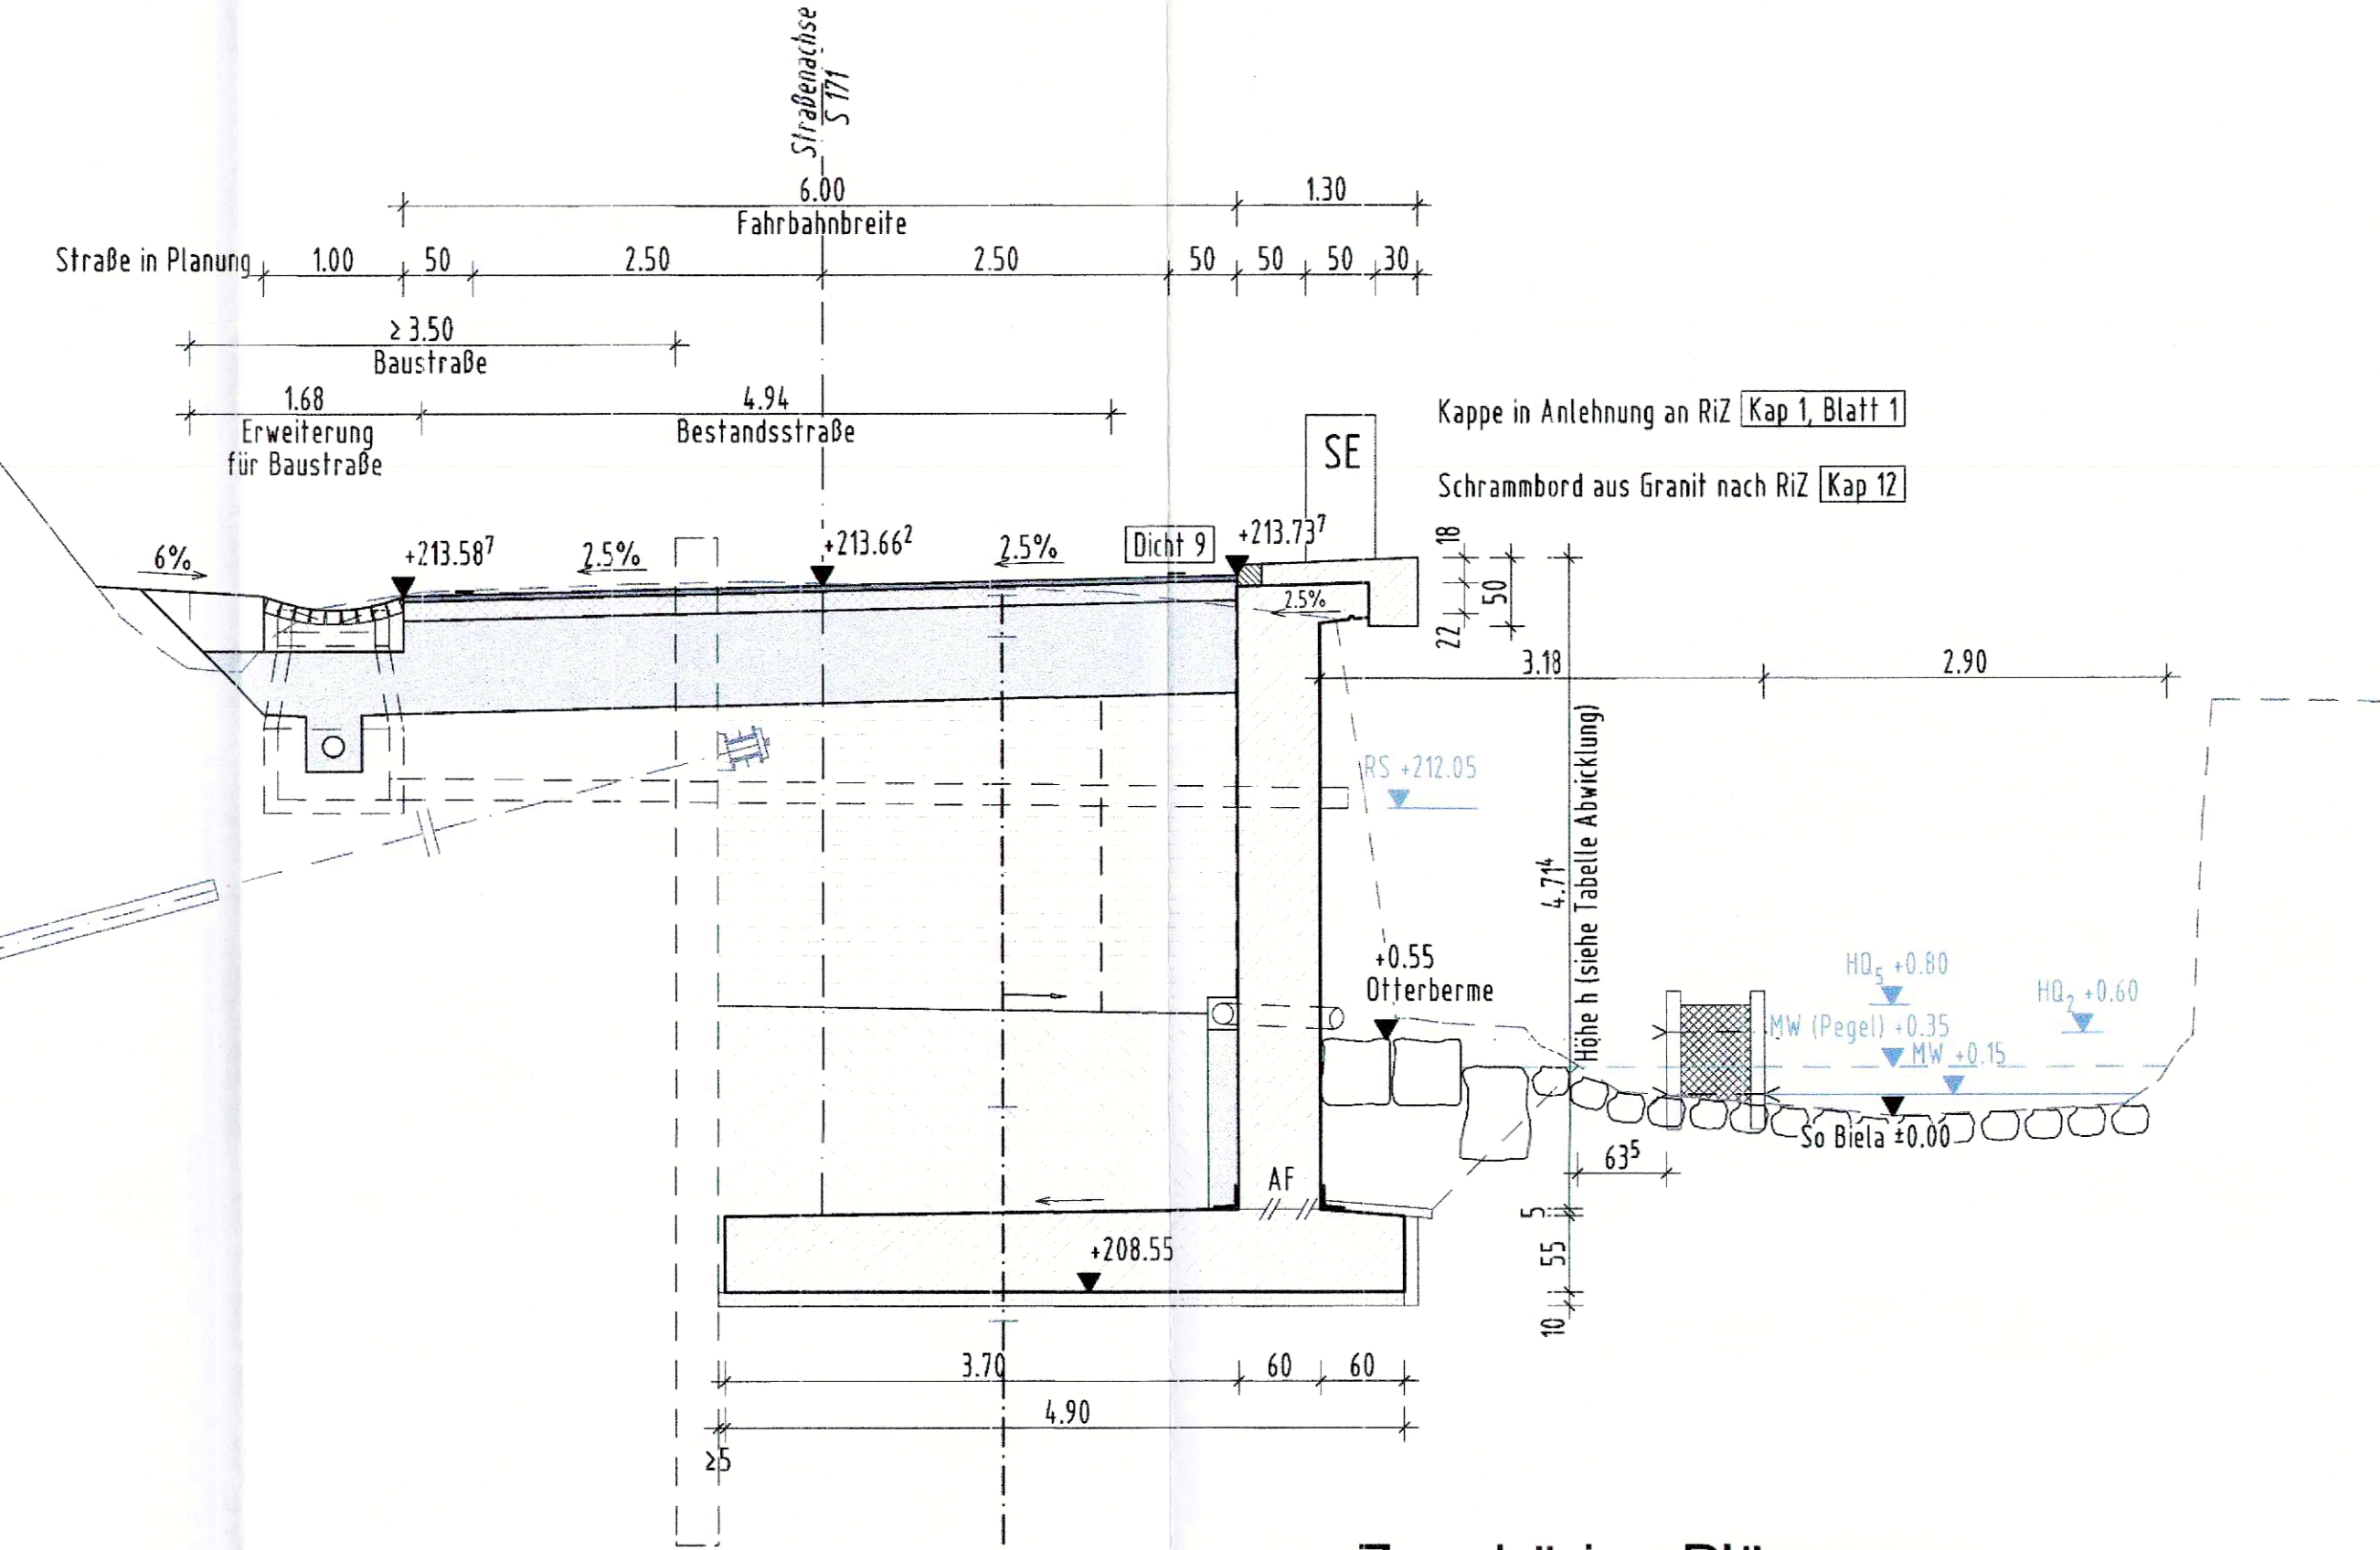 Straßenachse
S 171
6.00
1.30
Fahrbahnbreite
Straße in Planung
1.00
50
2.50
2.50
50
50
50
30
≥ 3.50
Baustraße
1.68
4.94
Erweiterung
für Baustraße
Bestandsstraße
Kappe in Anlehnung an RiZ Kap 1, Blatt 1
SE
Schrammbord aus Granit nach RiZ Kap 12
6%
+213.58⁷
2.5%
+213.66²
2.5%
Dicht 9
+213.73⁷
18
50
22
2.5%
3.18
2.90
RS +212.05
4.71⁴
Höhe h (siehe Tabelle Abwicklung)
+0.55
Otterberme
HQ₅ +0.80
HQ₂ +0.60
MW (Pegel) +0.35
MW +0.15
So Biela ±0.00
63⁵
AF
5
+208.55
55
10
3.70
60
60
4.90
≥5